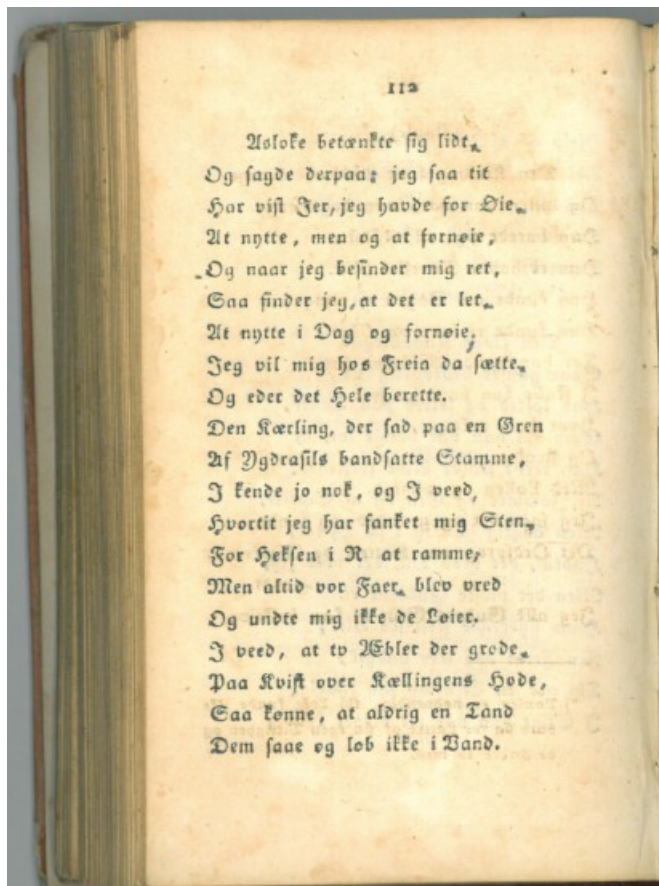 112
Asloke betænkte sig lidt,
Og sagde derpaa: jeg saa tit
Har vist Jer, jeg havde for Øie,
At nytte, men og at fornøie,
Og naar jeg besinder mig ret,
Saa finder jeg, at det er let,
At nytte i Dag og fornøie,
Jeg vil mig hos Freia da sætte,
Og eder det Hele berette.
Den Kærling, der sad paa en Gren
Af Ygdrasils bandsatte Stamme,
I kende jo nok, og I veed,
Hvortit jeg har sanket mig Sten,
For Heksen i R at ramme,
Men altid vor Faer, blev vred
Og undte mig ikke de Løier.
I veed, at to Æbler der grode,
Paa Kvist over Kællingens Hode,
Saa kønne, at aldrig en Tand
Dem saae og løb ikke i Vand.